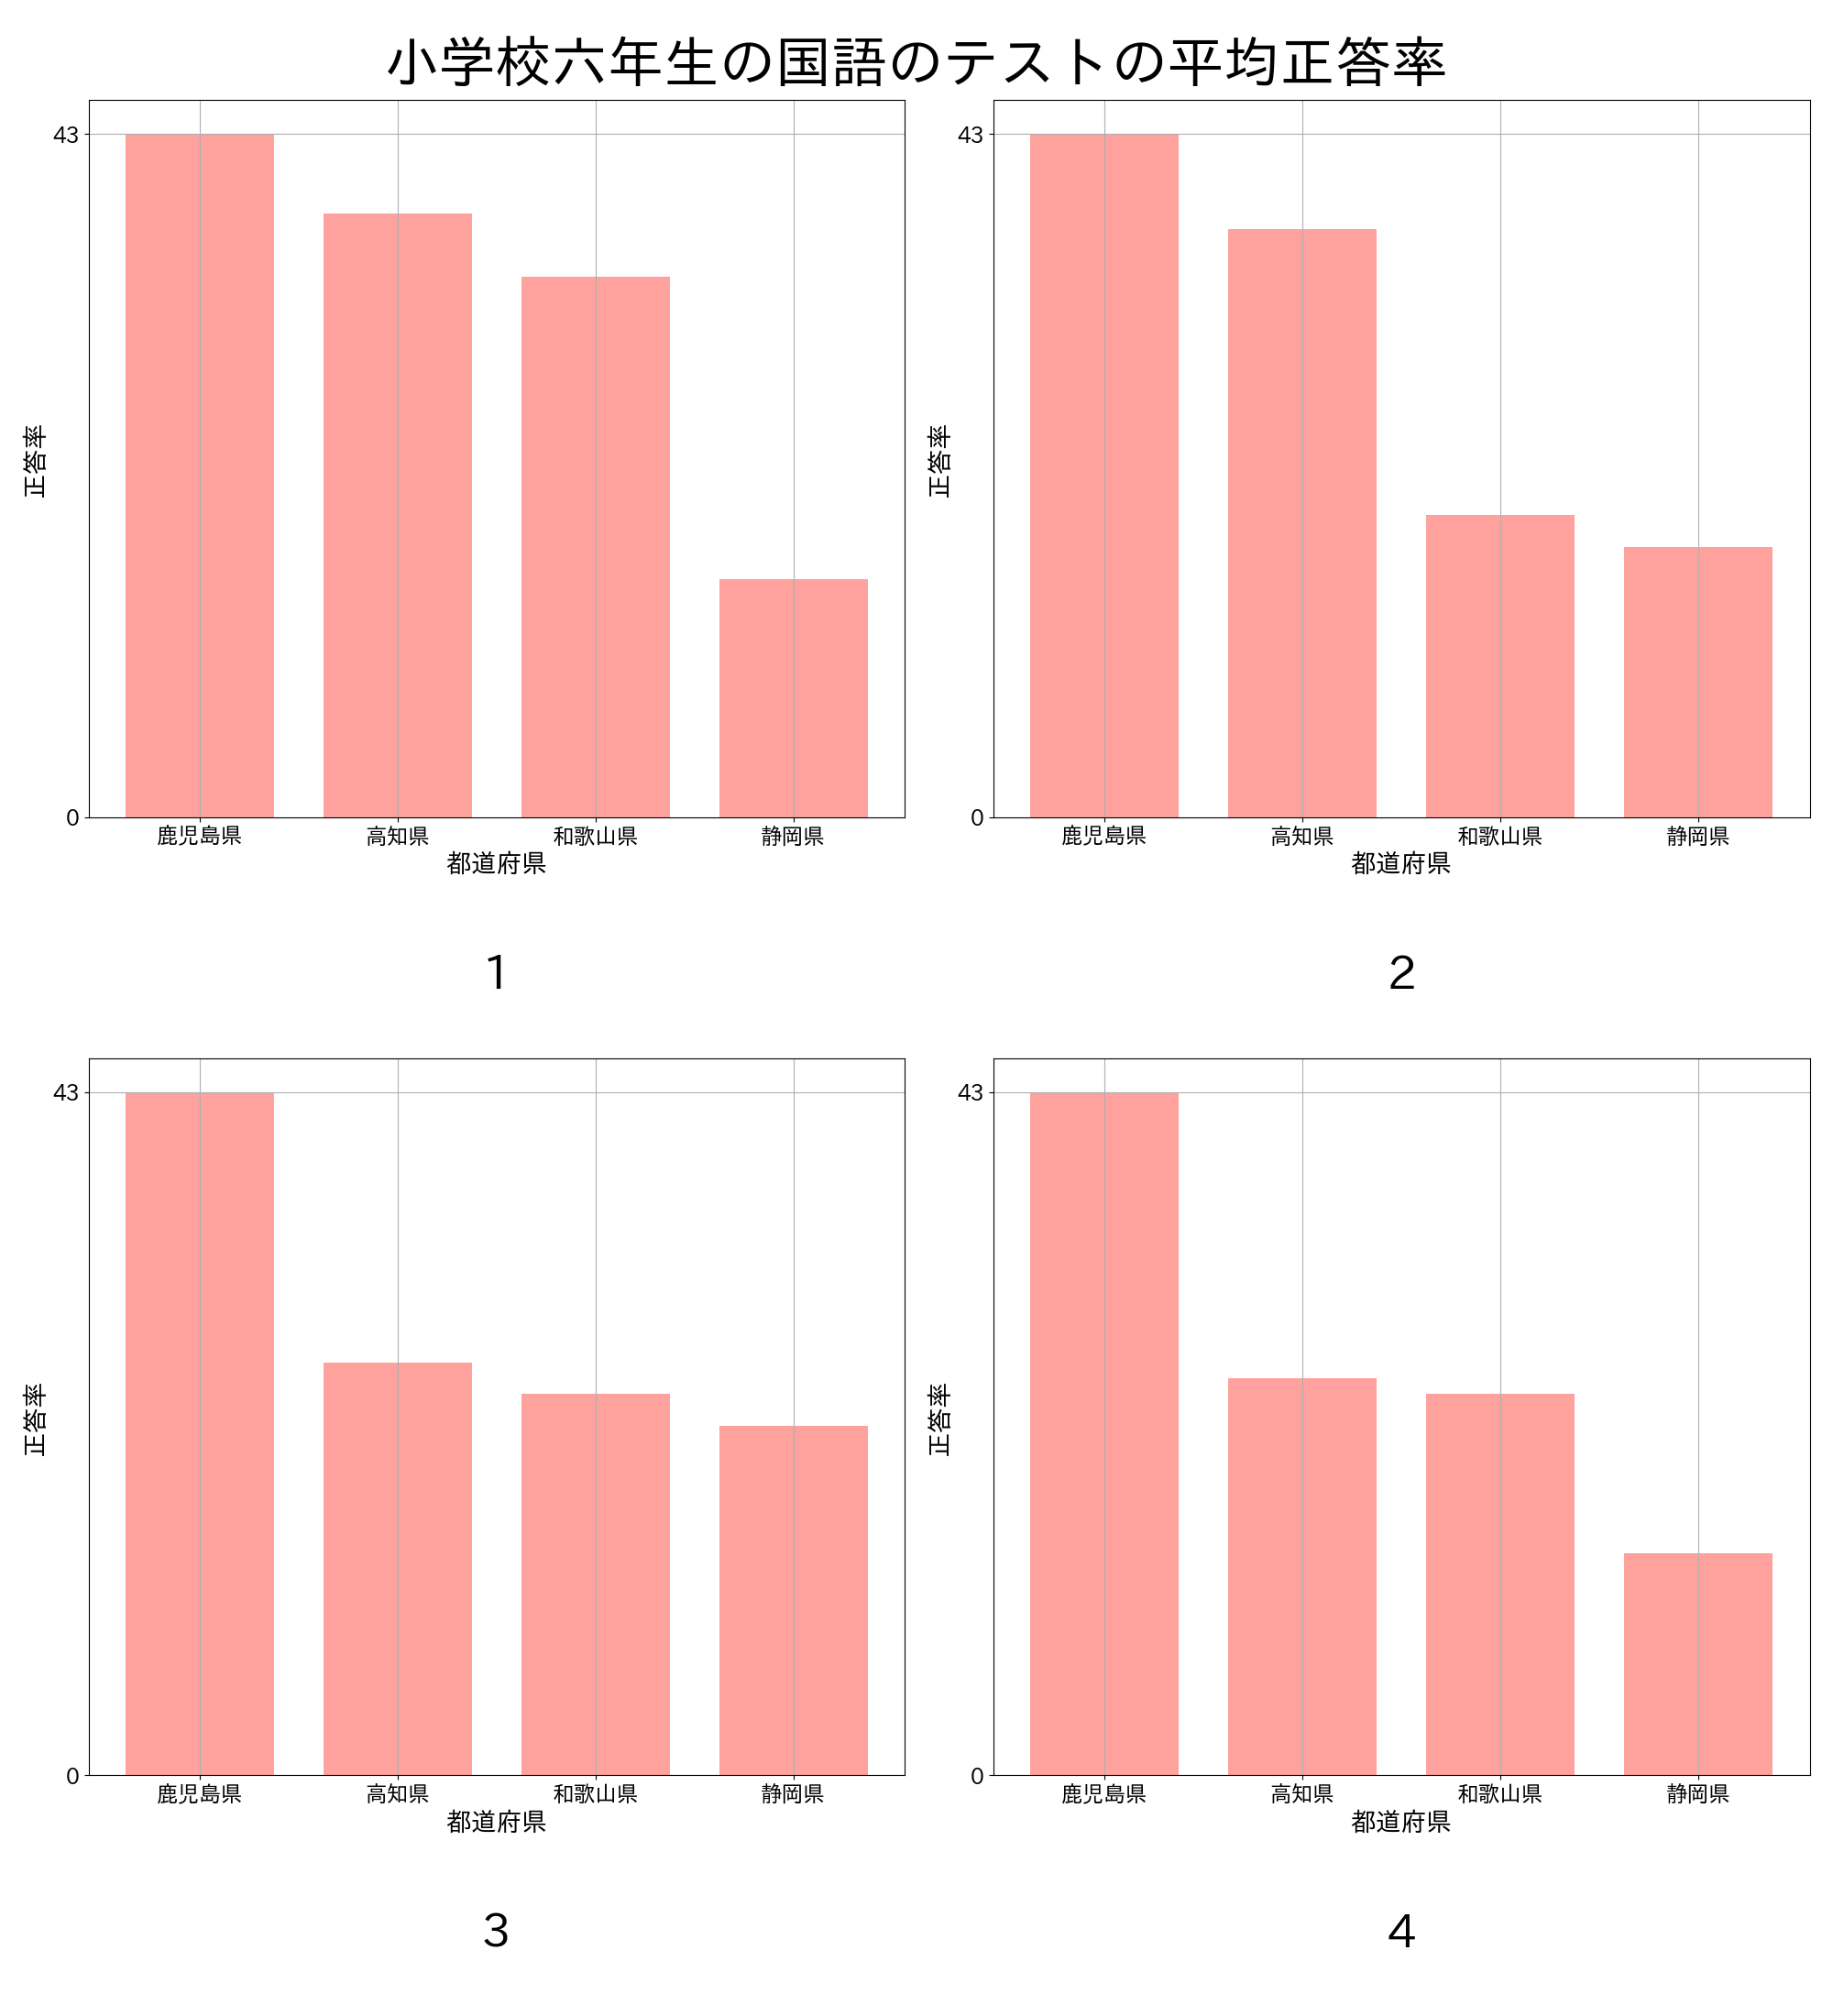 小学校六年生の国語のテストの平均正答率
43
0
正答率
鹿児島県 高知県 和歌山県 静岡県
都道府県
1
43
0
正答率
鹿児島県 高知県 和歌山県 静岡県
都道府県
2
43
0
正答率
鹿児島県 高知県 和歌山県 静岡県
都道府県
3
43
0
正答率
鹿児島県 高知県 和歌山県 静岡県
都道府県
4